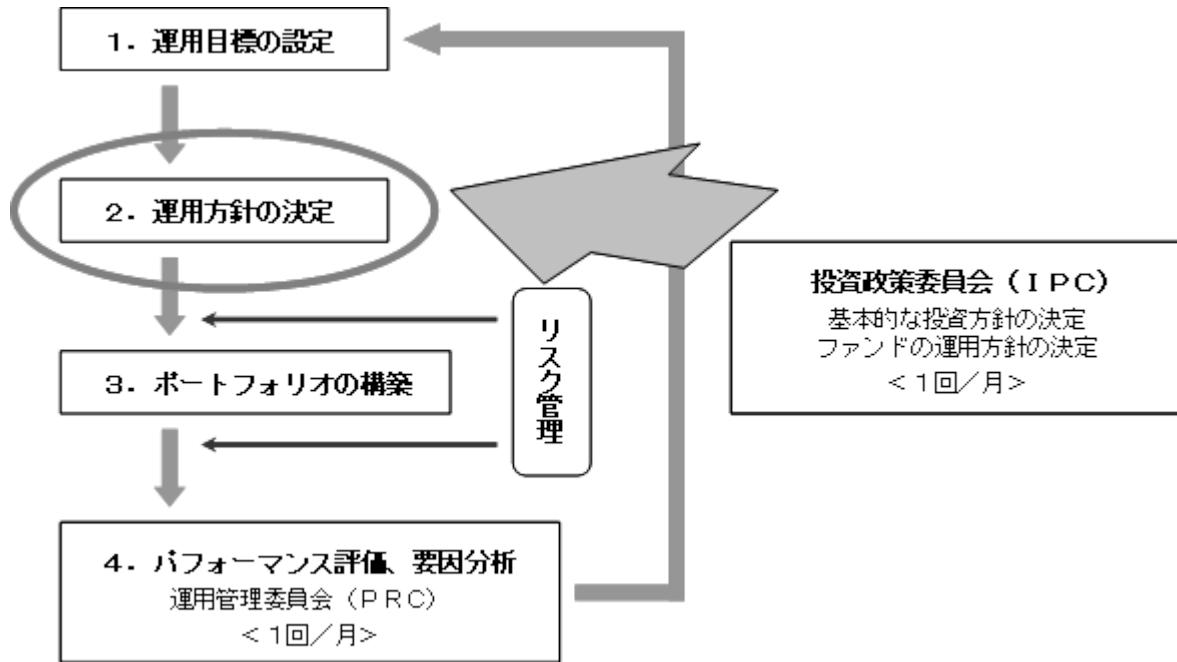 １．運用目標の設定
２．運用方針の決定
３．ポートフォリオの構築
リスク管理
投資政策委員会（ＩＰＣ）
基本的な投資方針の決定
ファンドの運用方針の決定
＜１回／月＞
４．パフォーマンス評価、要因分析
運用管理委員会（ＰＲＣ）
＜１回／月＞